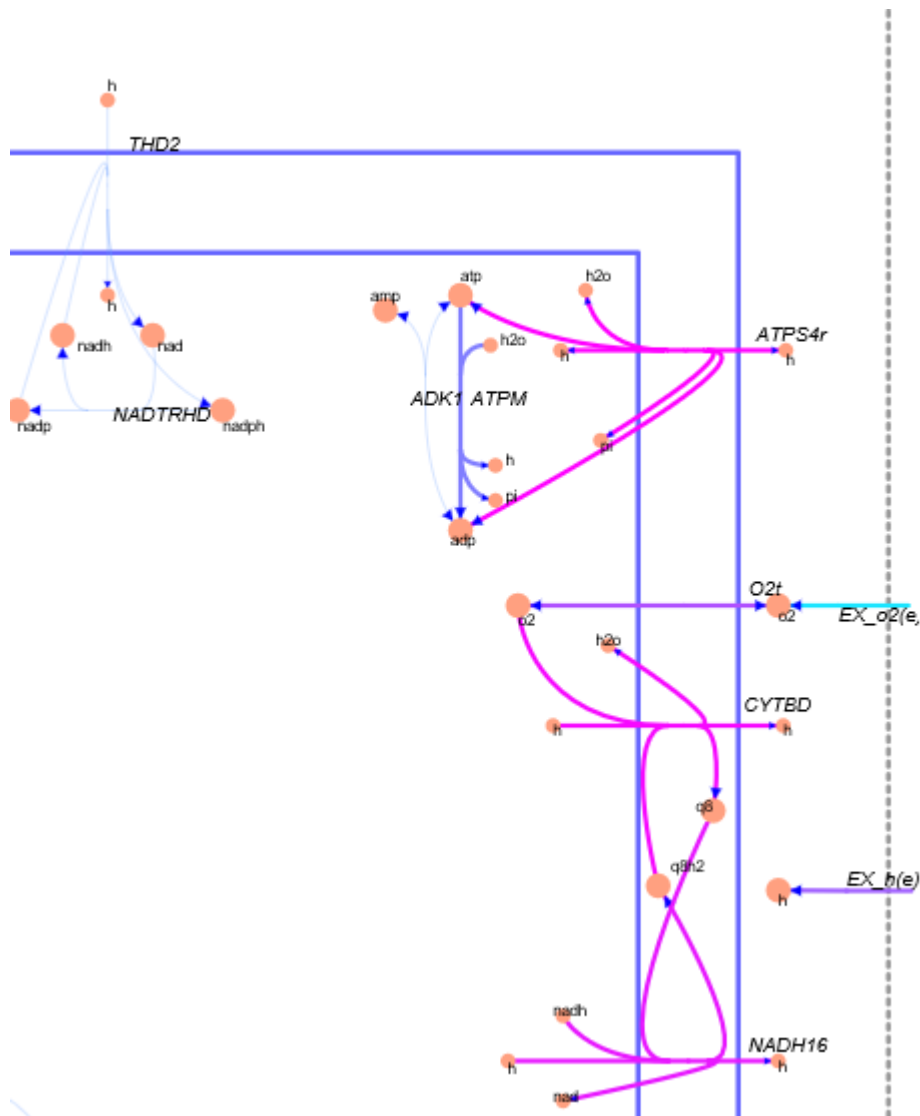 h
THD2
atp
h2o
amp
h
nadh
nad
h2o
ATPS4r
h
h
ADK1
ATPM
nadp
NADTRHD
nadph
pi
h
pi
adp
O2t
o2
o2
EX_o2(e,
h2o
CYTBD
h
h
q8
q8h2
EX_h(e)
h
nadh
NADH16
h
h
nad